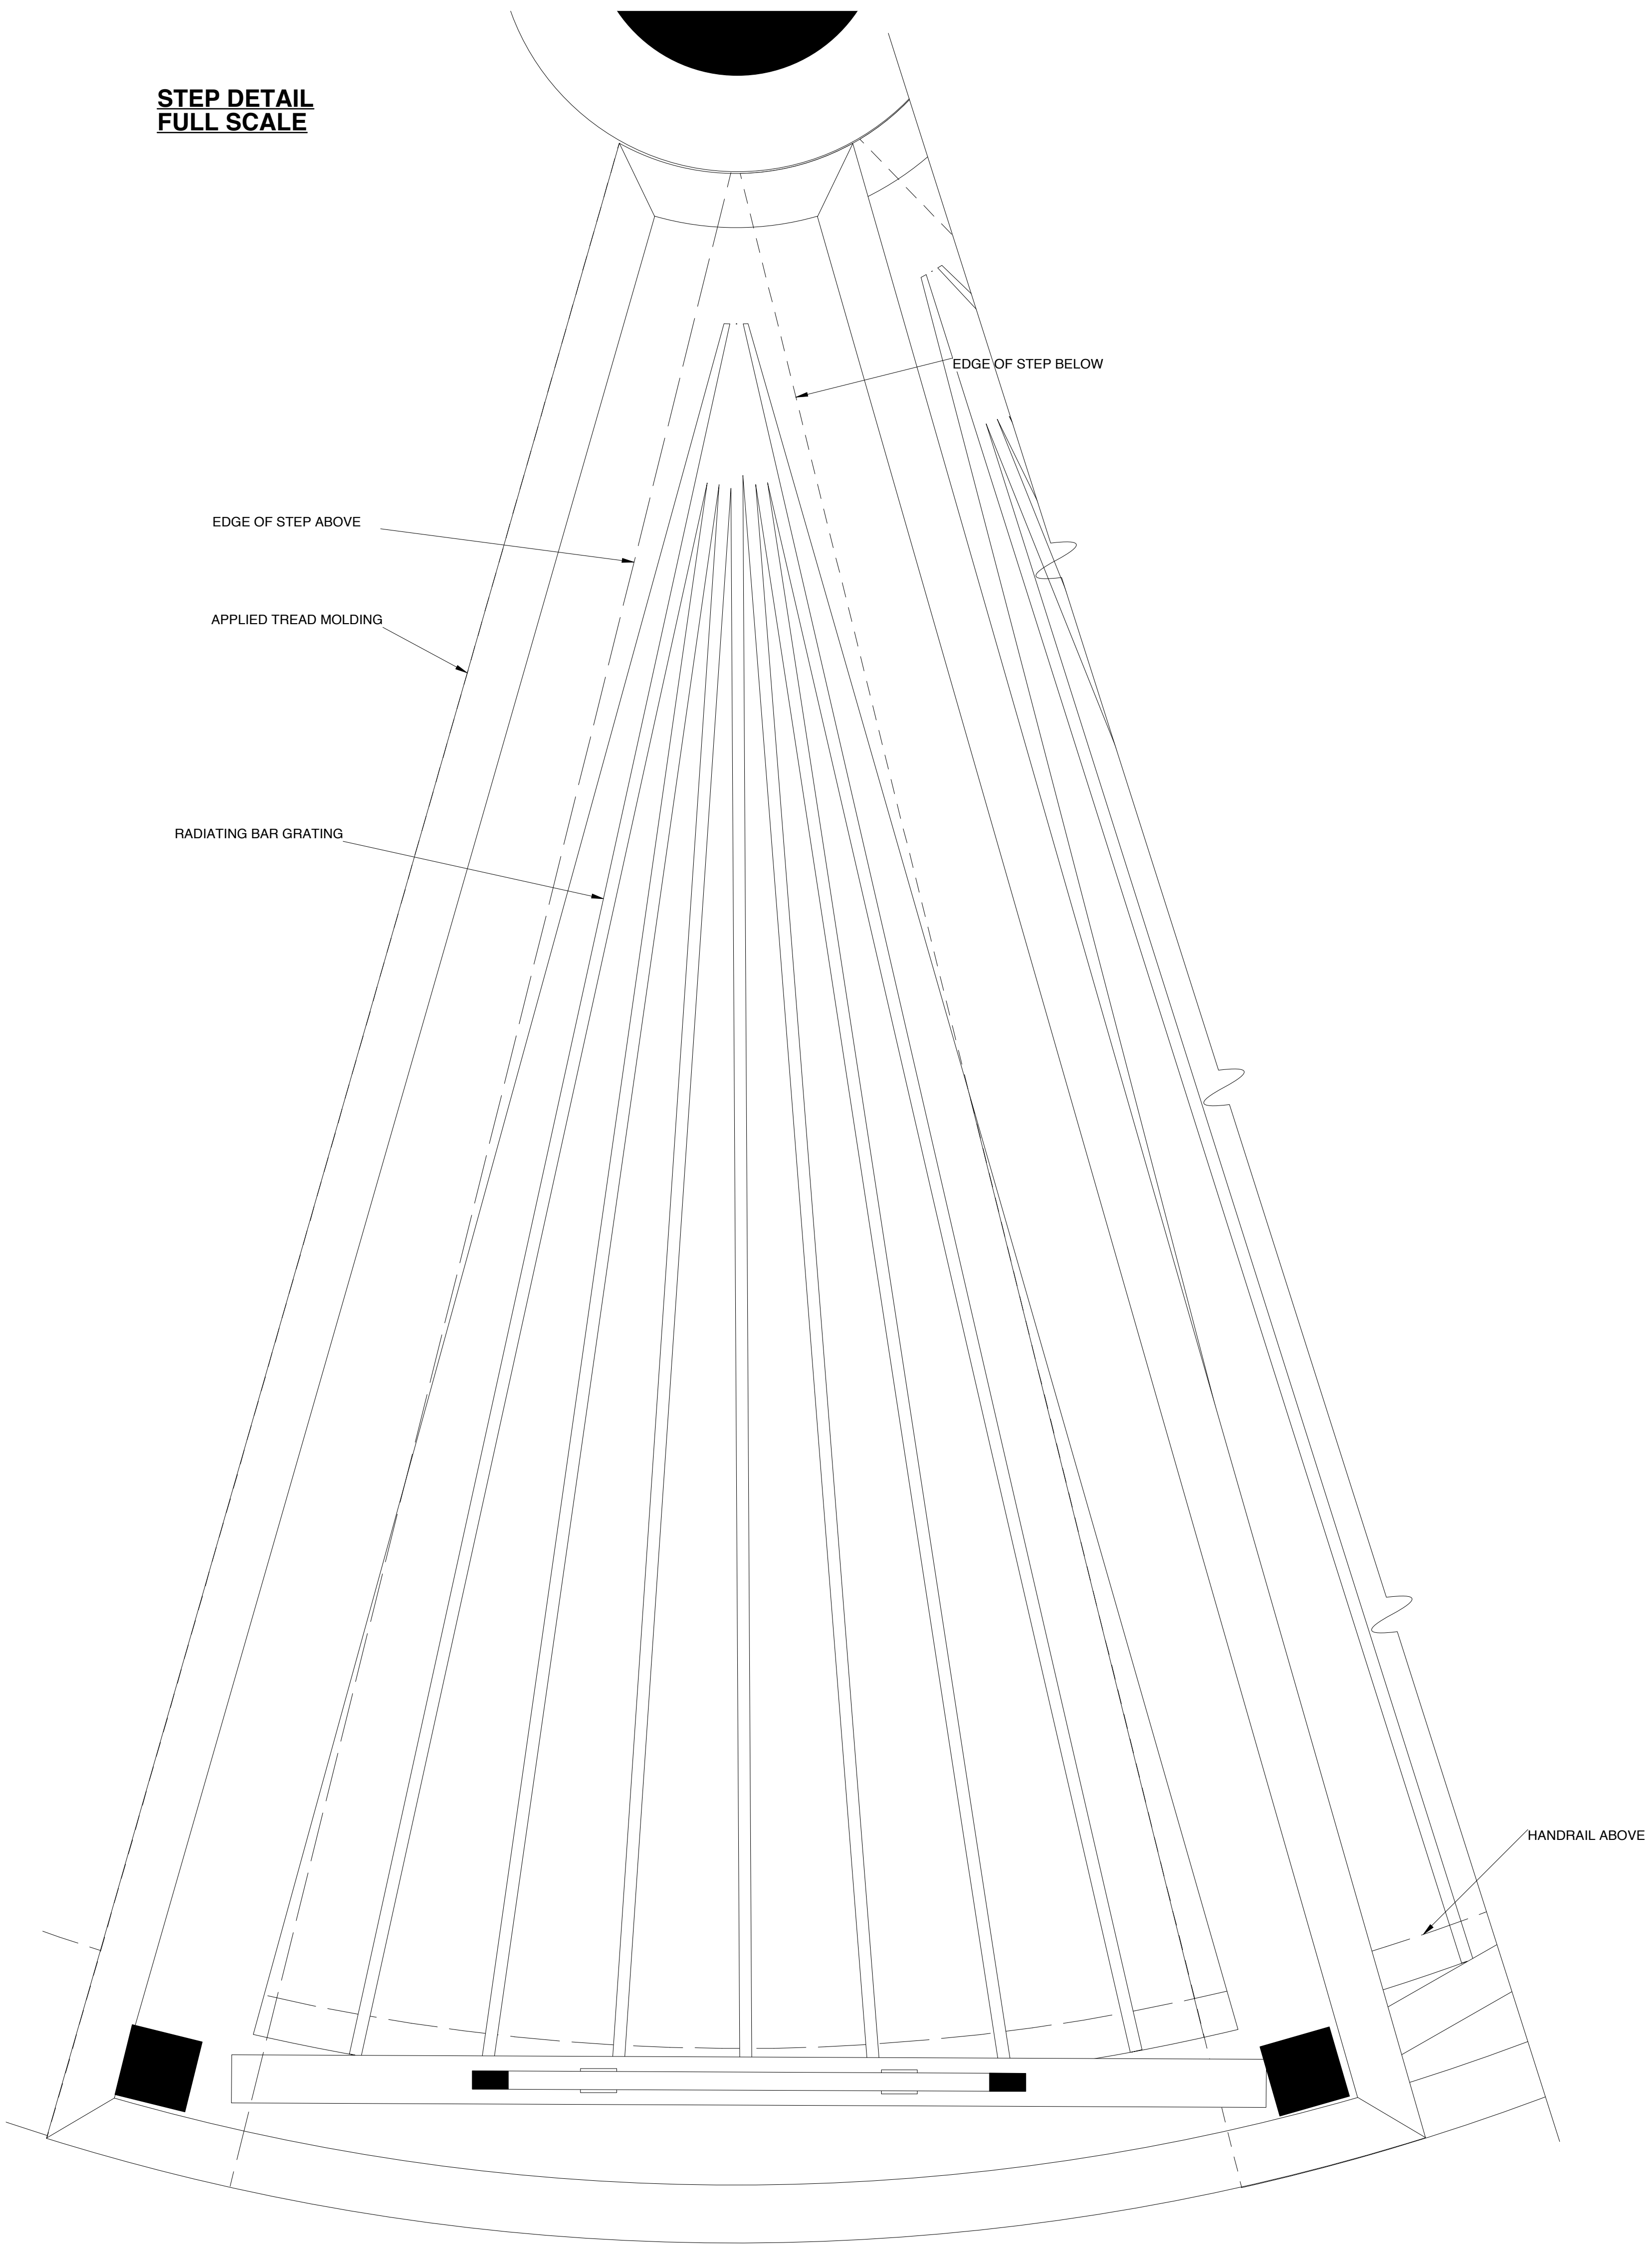 STEP DETAIL
FULL SCALE
EDGE OF STEP BELOW
EDGE OF STEP ABOVE
APPLIED TREAD MOLDING
RADIATING BAR GRATING
HANDRAIL ABOVE